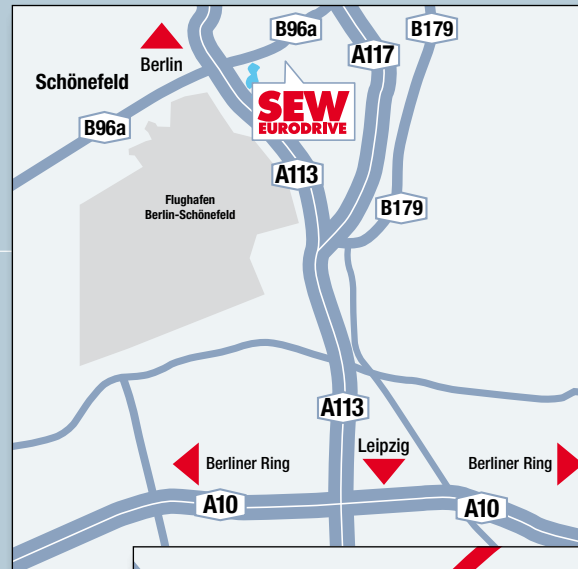 B96a
B179
A117
Berlin
Schönefeld
SEW
EURODRIVE
B96a
A113
Flughafen
Berlin-Schönefeld
B179
A113
Leipzig
Berliner Ring
Berliner Ring
A10
A10